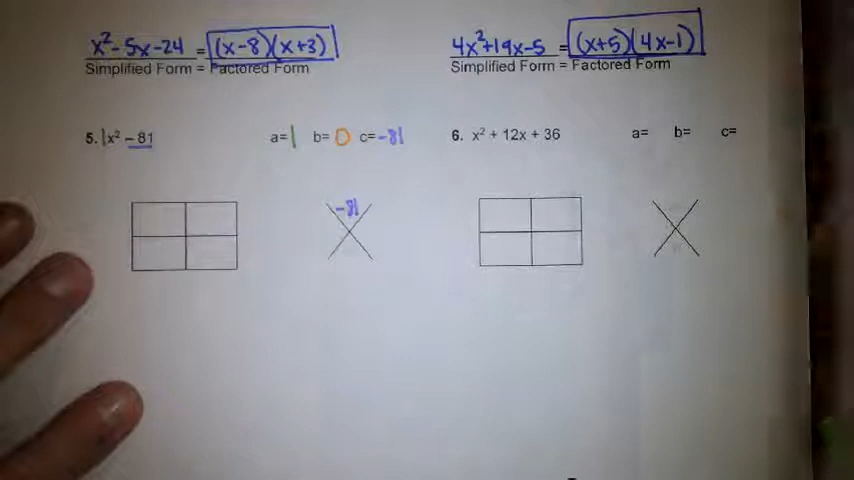 x²-5x-24 = (x-8)(x+3)
Simplified Form = Factored Form
4x²+19x-5 = (x+5)(4x-1)
Simplified Form = Factored Form
5. 1x² - 81 a= 1 b= 0 c= -81
-81
6. x² + 12x + 36 a= b= c=